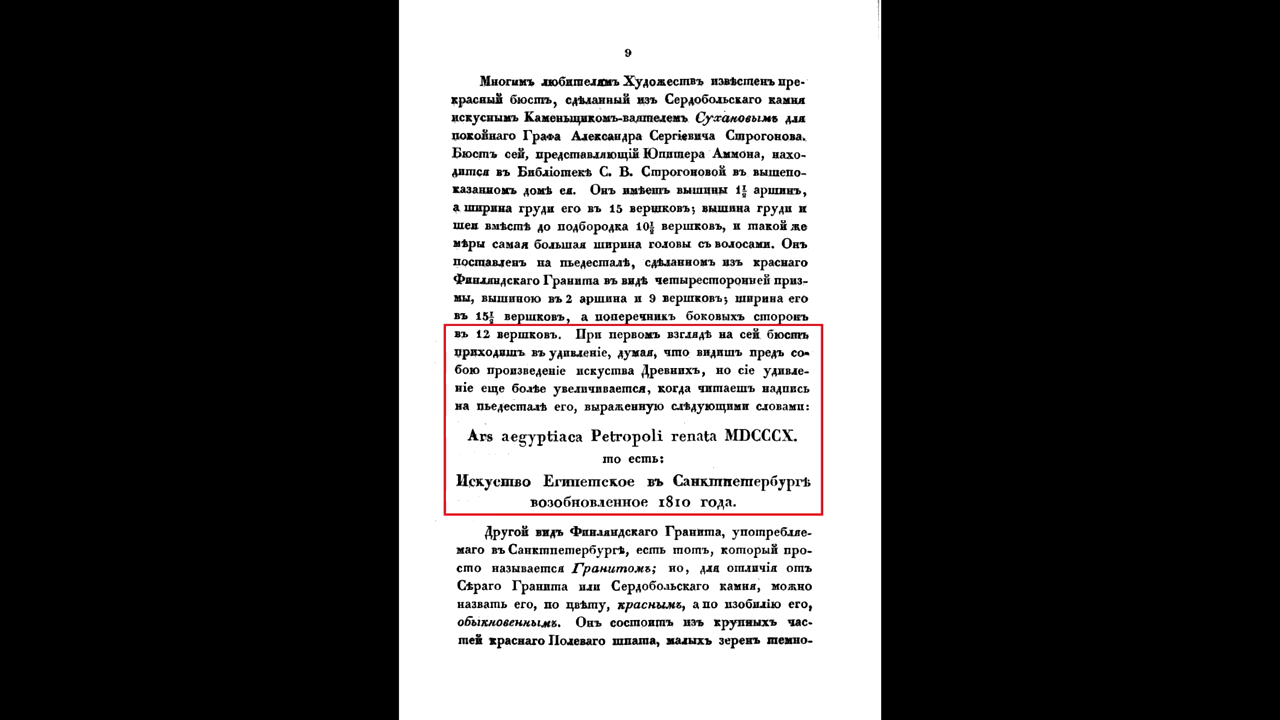 9
Многимъ любителямъ Художествъ извѣстенъ пре-
красный бюстъ, сдѣланный изъ Сердобольскаго камня
искуснымъ Каменьщикомъ-ваятелемъ Сухановымъ для
покойнаго Графа Александра Сергіевича Строгонова.
Бюстъ сей, представляющій Юпитера Аммона, нахо-
дится въ Библіотекѣ С. В. Строгоновой въ вышепо-
казанномъ домѣ ея. Онъ имѣетъ вышины 1½ аршинъ,
а ширина груди его въ 15 вершковъ; вышина груди и
шеи вмѣстѣ до подбородка 10½ вершковъ, и такой же
мѣры самая большая ширина головы съ волосами. Онъ
поставленъ на пьедесталѣ, сдѣланномъ изъ краснаго
Финляндскаго Гранита въ видѣ четыресторонней приз-
мы, вышиною въ 2 аршина и 9 вершковъ; ширина его
въ 15½ вершковъ, а поперечник боковыхъ сторонъ
въ 12 вершковъ. При первомъ взглядѣ на сей бюстъ
приходишъ въ удивленіе, думая, что видишъ предъ со-
бою произведеніе искуства Древнихъ, но сіе удивле-
ніе еще болѣе увеличивается, когда читаешъ надпись
на пьедесталѣ его, выраженную слѣдующими словами:
Ars aegyptiaca Petropoli renata MDCCCX.
то есть:
Искуство Египетское въ Санктпетербургѣ
возобновленное 1810 года.
Другой видъ Финляндскаго Гранита, употребляе-
маго въ Санктпетербургѣ, есть тотъ, который про-
сто называется Гранитомъ; но, для отличія отъ
Сѣраго Гранита или Сердобольскаго камня, можно
назвать его, по цвѣту, краснымъ, а по изобилію его,
обыкновеннымъ. Онъ состоитъ изъ крупныхъ час-
тей краснаго Полеваго шпата, малыхъ зеренъ темно-